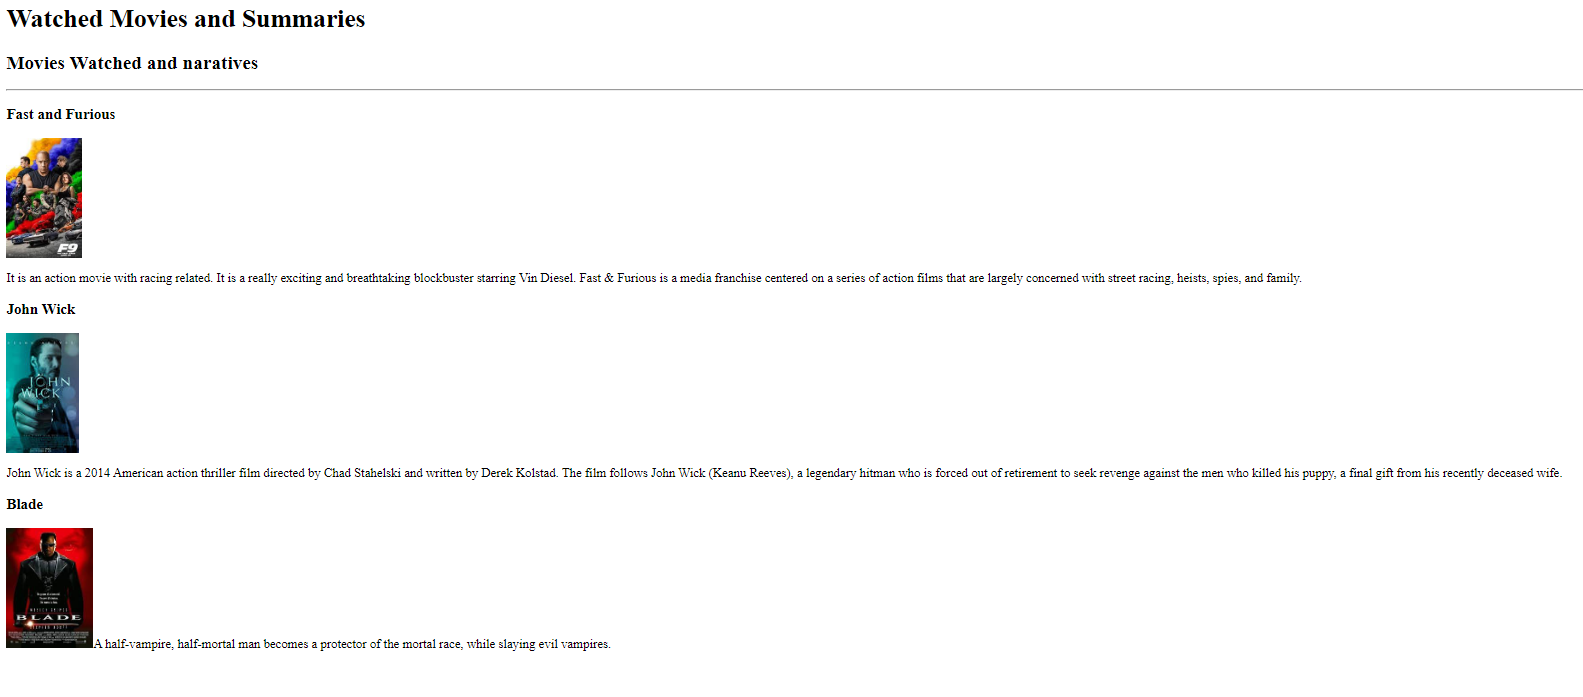 Watched Movies and Summaries
Movies Watched and naratives
Fast and Furious
F9
It is an action movie with racing related. It is a really exciting and breathtaking blockbuster starring Vin Diesel. Fast & Furious is a media franchise centered on a series of action films that are largely concerned with street racing, heists, spies, and family.
John Wick
JOHN
WICK
John Wick is a 2014 American action thriller film directed by Chad Stahelski and written by Derek Kolstad. The film follows John Wick (Keanu Reeves), a legendary hitman who is forced out of retirement to seek revenge against the men who killed his puppy, a final gift from his recently deceased wife.
Blade
BLADE
A half-vampire, half-mortal man becomes a protector of the mortal race, while slaying evil vampires.